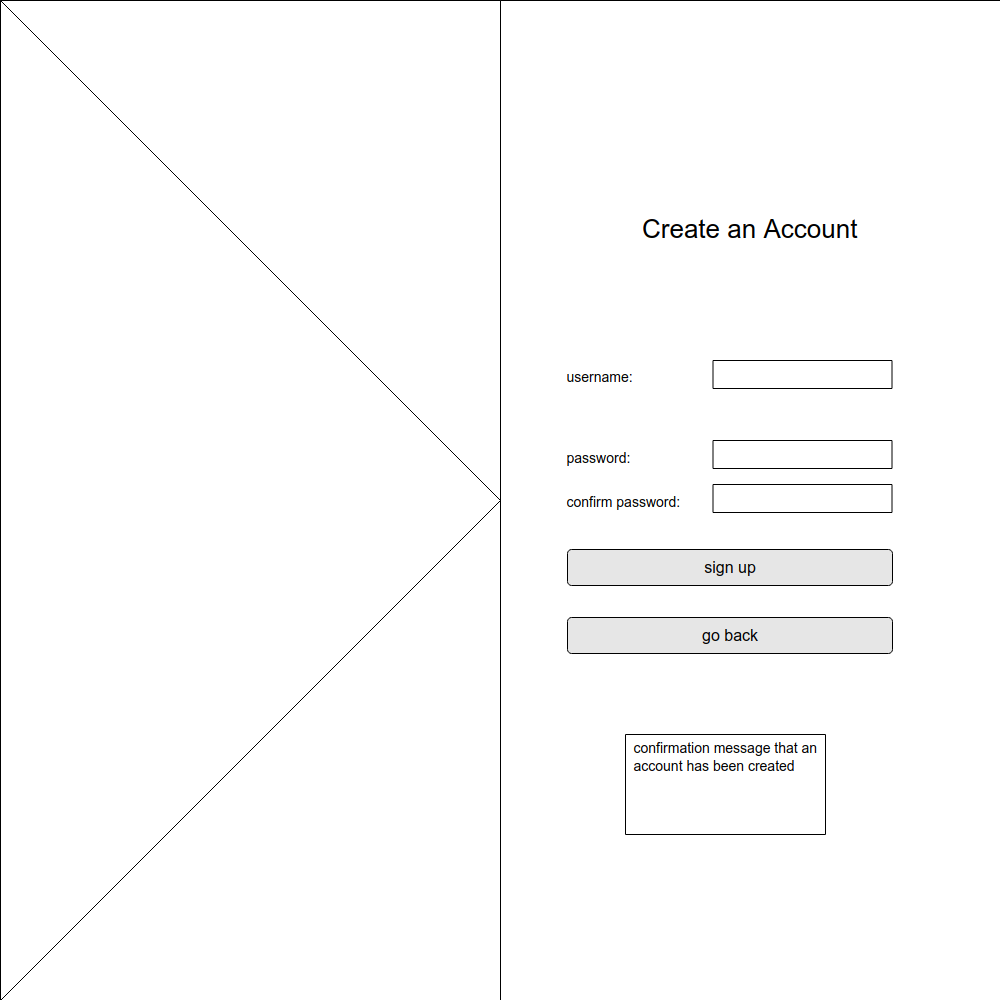 Create an Account
username:
password:
confirm password:
sign up
go back
confirmation message that an
account has been created